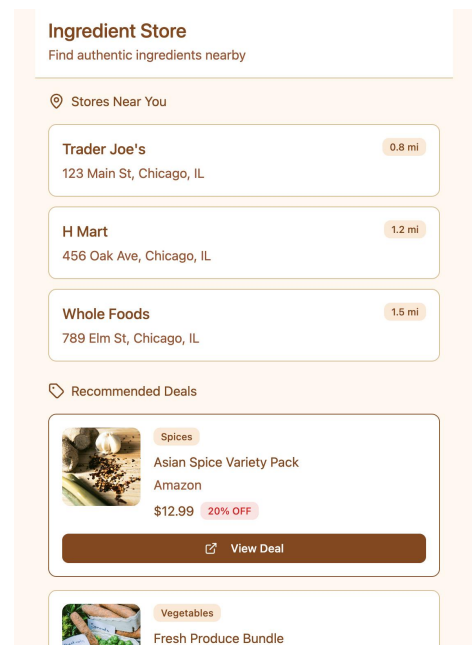 Ingredient Store
Find authentic ingredients nearby
Stores Near You
Trader Joe's
0.8 mi
123 Main St, Chicago, IL
H Mart
1.2 mi
456 Oak Ave, Chicago, IL
Whole Foods
1.5 mi
789 Elm St, Chicago, IL
Recommended Deals
Spices
Asian Spice Variety Pack
Amazon
$12.99 20% OFF
View Deal
Vegetables
Fresh Produce Bundle